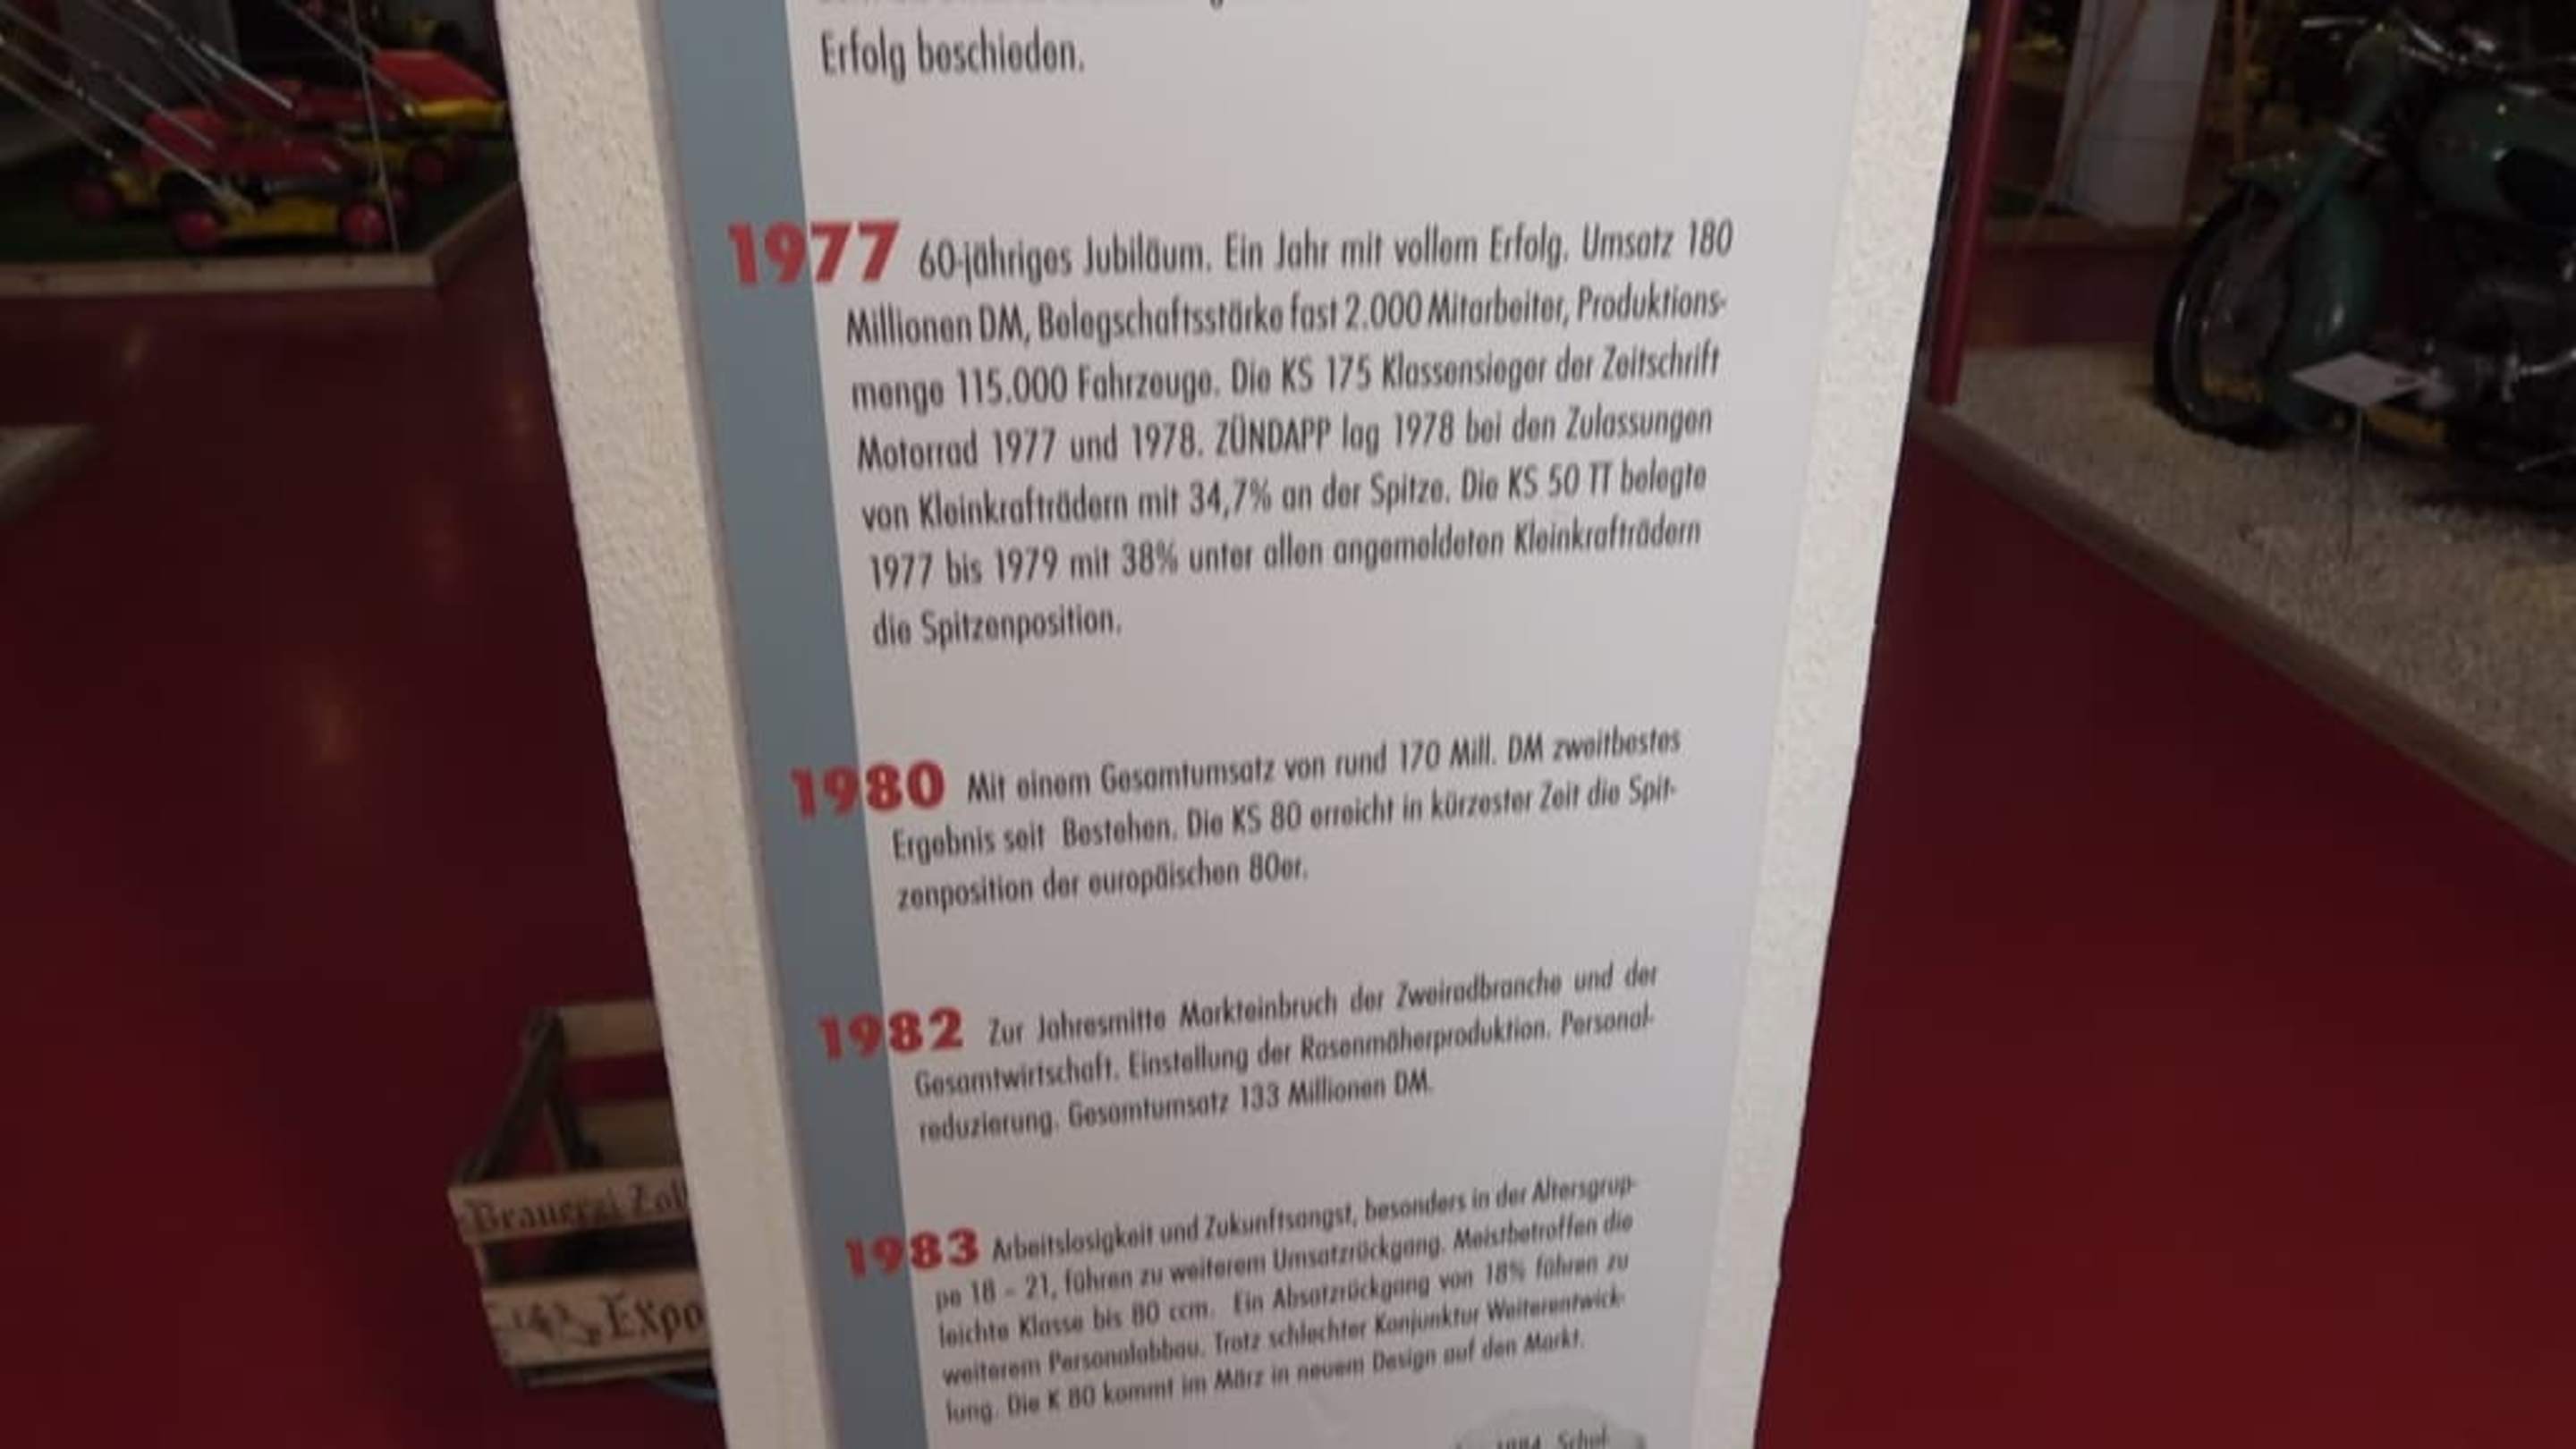 Erfolg beschieden.
1977 60-jähriges Jubiläum. Ein Jahr mit vollem Erfolg. Umsatz 180
Millionen DM, Belegschaftsstärke fast 2.000 Mitarbeiter, Produktions-
menge 115.000 Fahrzeuge. Die KS 175 Klassensieger der Zeitschrift
Motorrad 1977 und 1978. ZÜNDAPP lag 1978 bei den Zulassungen
von Kleinkrafträdern mit 34,7% an der Spitze. Die KS 50 TT belegte
1977 bis 1979 mit 38% unter allen angemeldeten Kleinkrafträdern
die Spitzenposition.
1980 Mit einem Gesamtumsatz von rund 170 Mill. DM zweitbestes
Ergebnis seit Bestehen. Die KS 80 erreicht in kürzester Zeit die Spit-
zenposition der europäischen 80er.
1982 Zur Jahresmitte Markteinbruch der Zweiradbranche und der
Gesamtwirtschaft. Einstellung der Rasenmäherproduktion. Personal-
reduzierung. Gesamtumsatz 133 Millionen DM.
1983 Arbeitslosigkeit und Zukunftsangst, besonders in der Altersgrup-
pe 18 - 21, führen zu weiterem Umsatzrückgang. Meistbetroffen die
leichte Klasse bis 80 ccm. Ein Absatzrückgang von 18% führen zu
weiterem Personalabbau. Trotz schlechter Konjunktur Weiterentwick-
lung. Die K 80 kommt im März in neuem Design auf den Markt.
1984 Schul
Brauerei Zoll
Expo